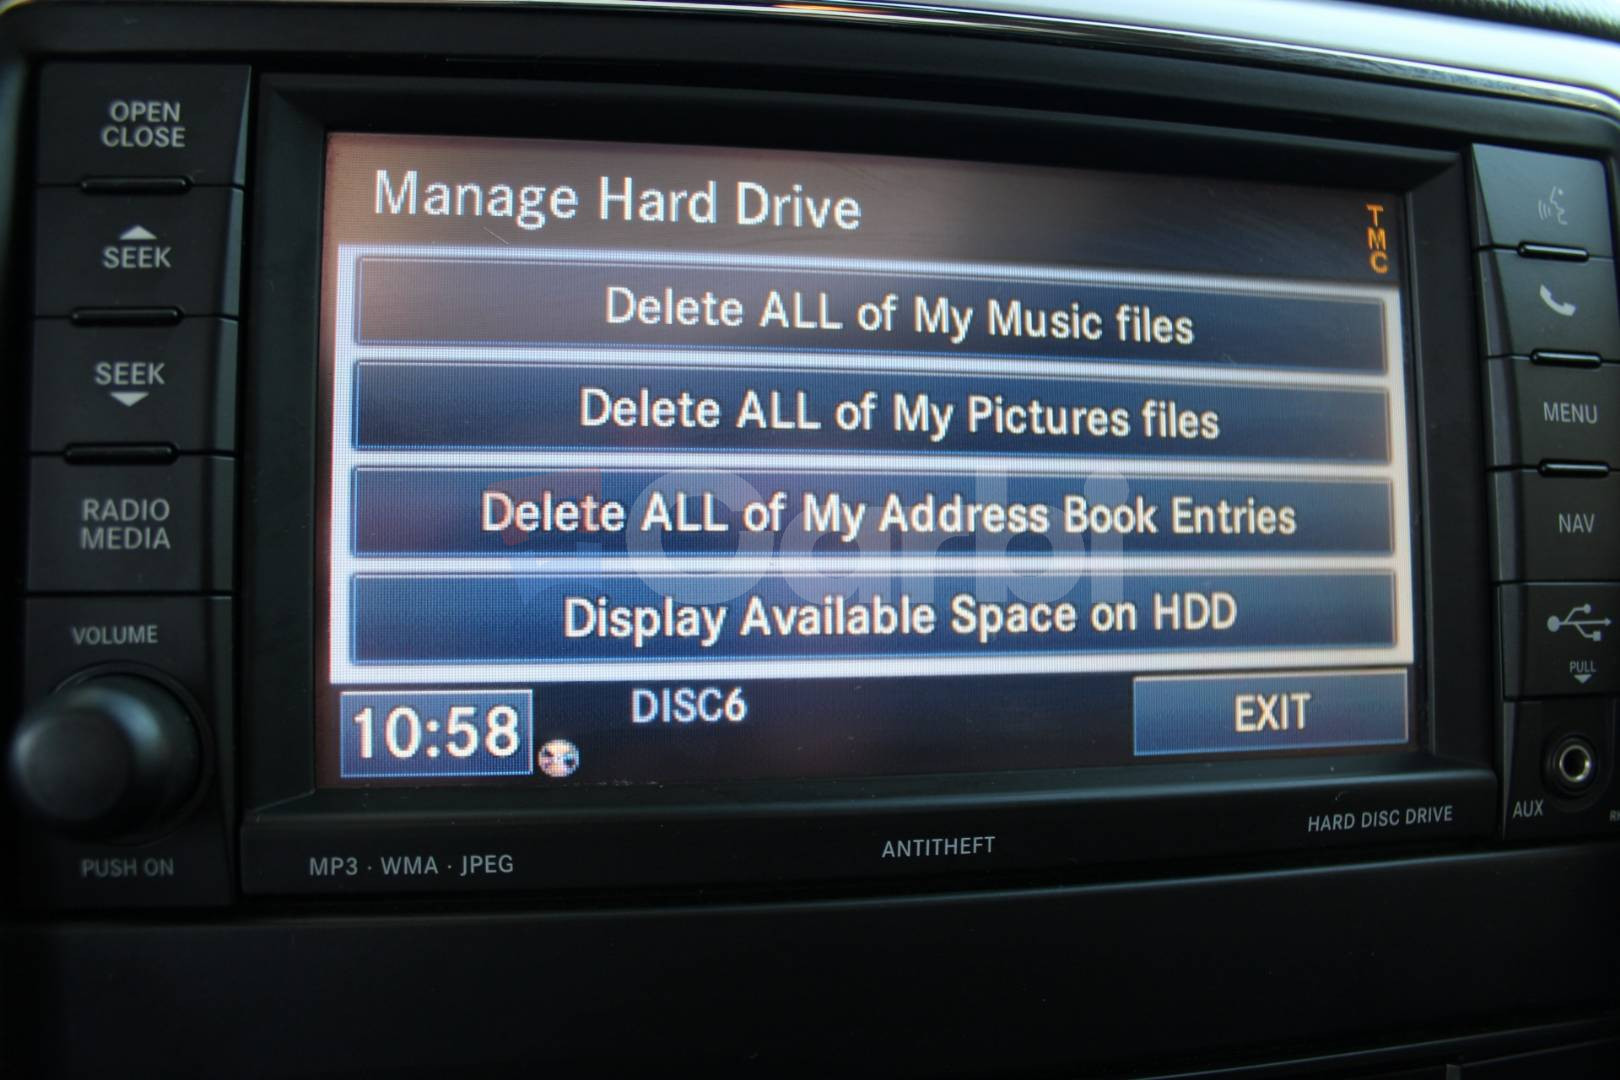 OPEN
CLOSE
SEEK
SEEK
RADIO
MEDIA
VOLUME
PUSH ON
Manage Hard Drive
TMC
Delete ALL of My Music files
Delete ALL of My Pictures files
Delete ALL of My Address Book Entries
Display Available Space on HDD
10:58
DISC6
EXIT
MP3 · WMA · JPEG
ANTITHEFT
HARD DISC DRIVE
MENU
NAV
PULL
AUX
Carbi